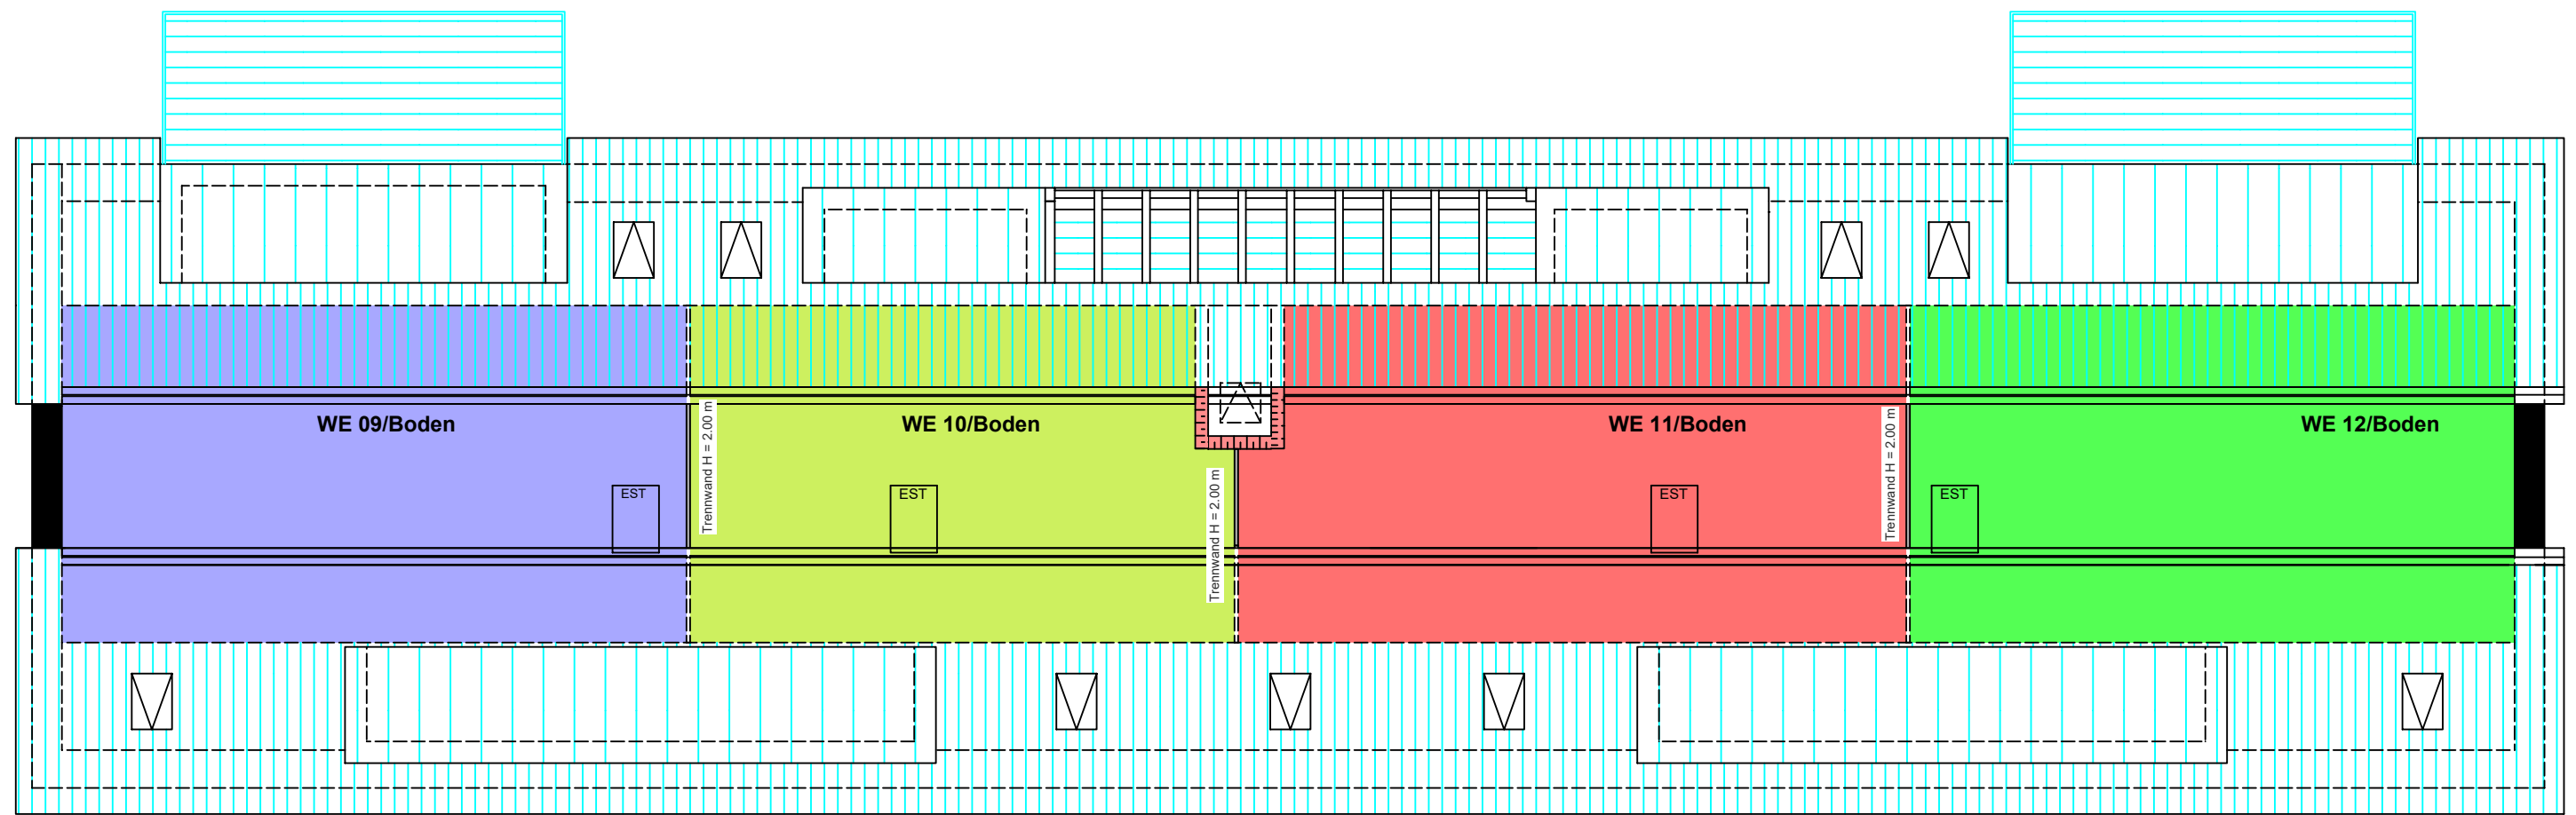 WE 09/Boden
WE 10/Boden
WE 11/Boden
WE 12/Boden
Trennwand H = 2.00 m
Trennwand H = 2.00 m
Trennwand H = 2.00 m
EST
EST
EST
EST